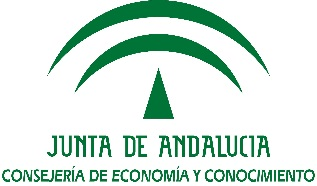 JUNTA DE ANDALUCIA
CONSEJERÍA DE ECONOMÍA Y CONOCIMIENTO